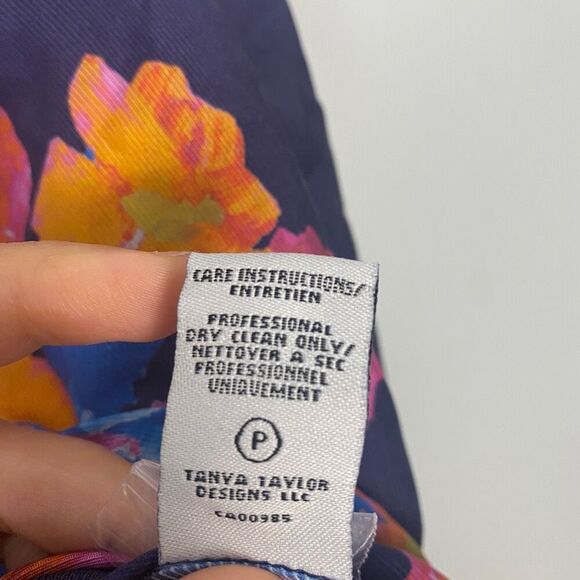 CARE INSTRUCTIONS/
ENTRETIEN
PROFESSIONAL
DRY CLEAN ONLY/
NETTOYER A SEC
PROFESSIONNEL
UNIQUEMENT
P
TANYA TAYLOR
DESIGNS LLC
CA00985